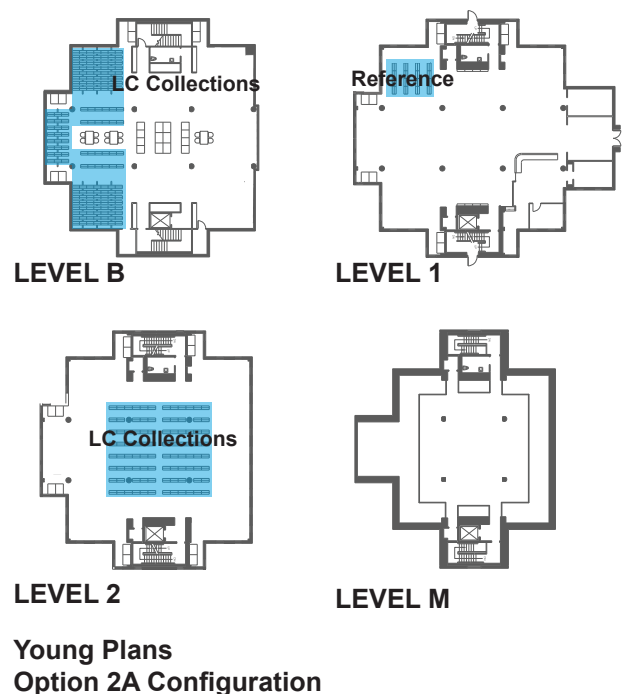 LC Collections
Reference
LEVEL B
LEVEL 1
LC Collections
LEVEL 2
LEVEL M
Young Plans
Option 2A Configuration